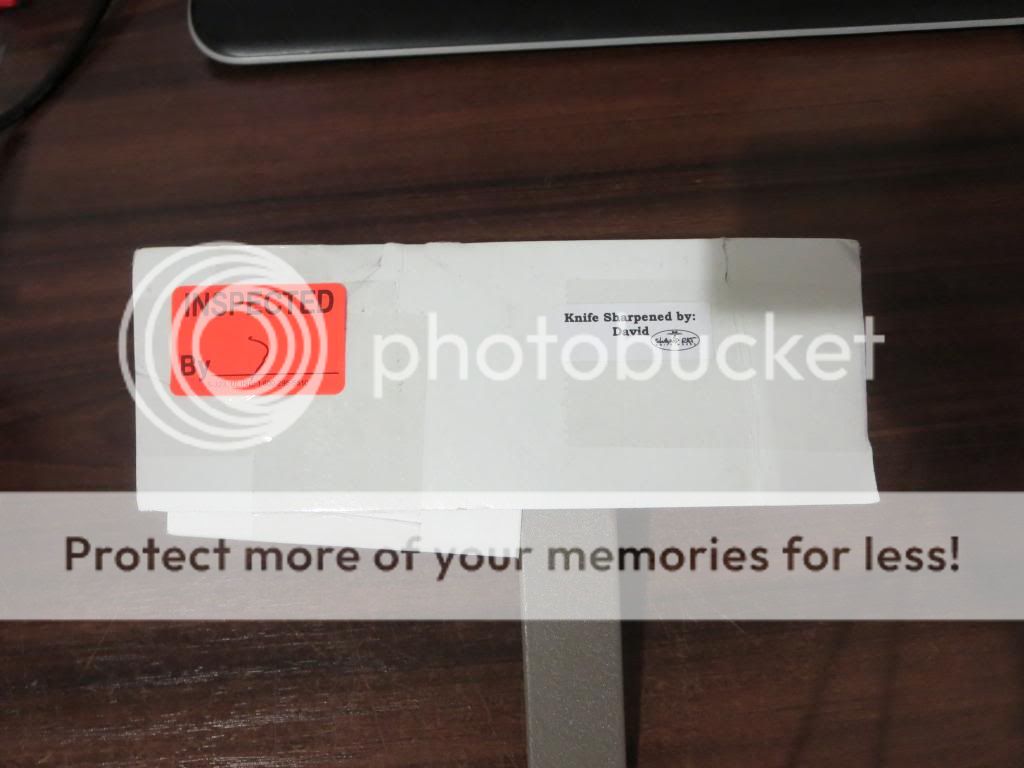 INSPECTED
By
Knife Sharpened by:
David
photobucket
Protect more of your memories for less!